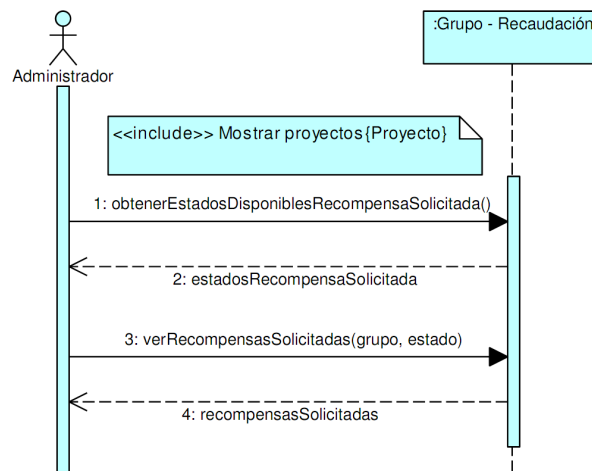 :Grupo - Recaudación
Administrador
<<include>> Mostrar proyectos{Proyecto}
1: obtenerEstadosDisponiblesRecompensaSolicitada()
2: estadosRecompensaSolicitada
3: verRecompensasSolicitadas(grupo, estado)
4: recompensasSolicitadas